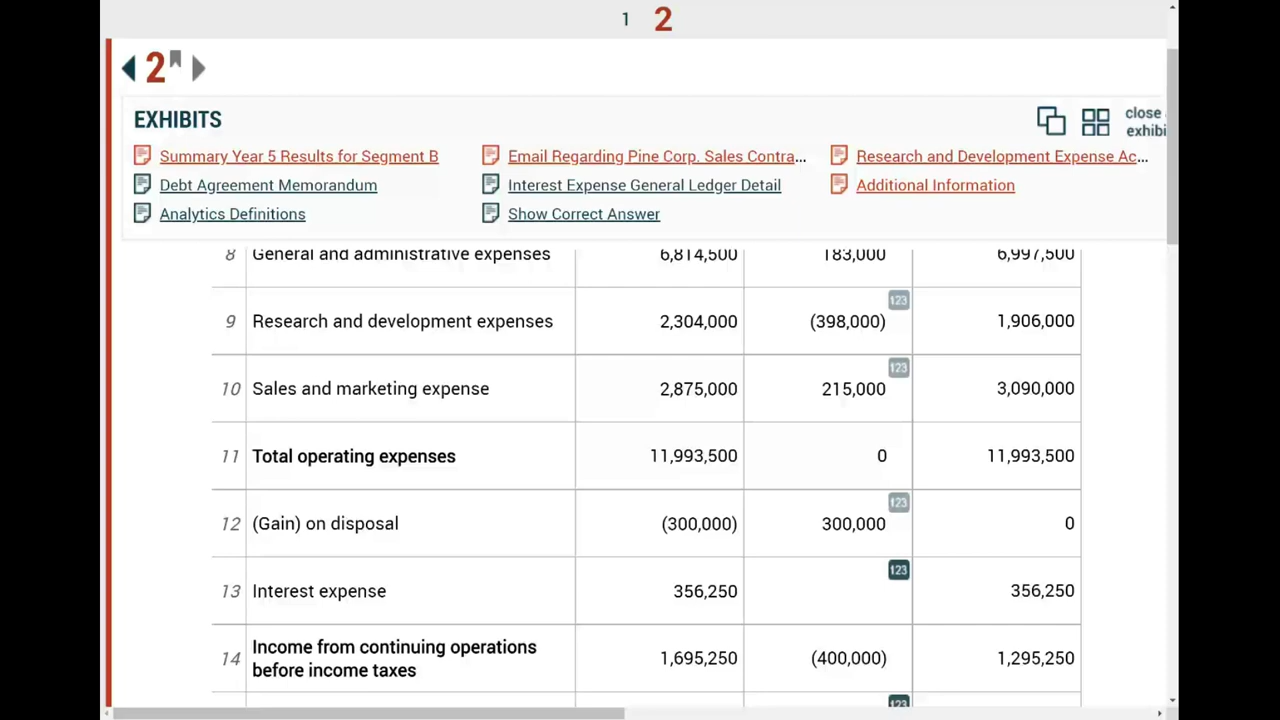 1 2
2
EXHIBITS
close
exhibi
Summary Year 5 Results for Segment B
Email Regarding Pine Corp. Sales Contra...
Research and Development Expense Ac...
Debt Agreement Memorandum
Interest Expense General Ledger Detail
Additional Information
Analytics Definitions
Show Correct Answer
8 General and administrative expenses 6,814,500 183,000 6,997,500
123
9 Research and development expenses 2,304,000 (398,000) 1,906,000
123
10 Sales and marketing expense 2,875,000 215,000 3,090,000
11 Total operating expenses 11,993,500 0 11,993,500
123
12 (Gain) on disposal (300,000) 300,000 0
123
13 Interest expense 356,250 356,250
14 Income from continuing operations before income taxes 1,695,250 (400,000) 1,295,250
123